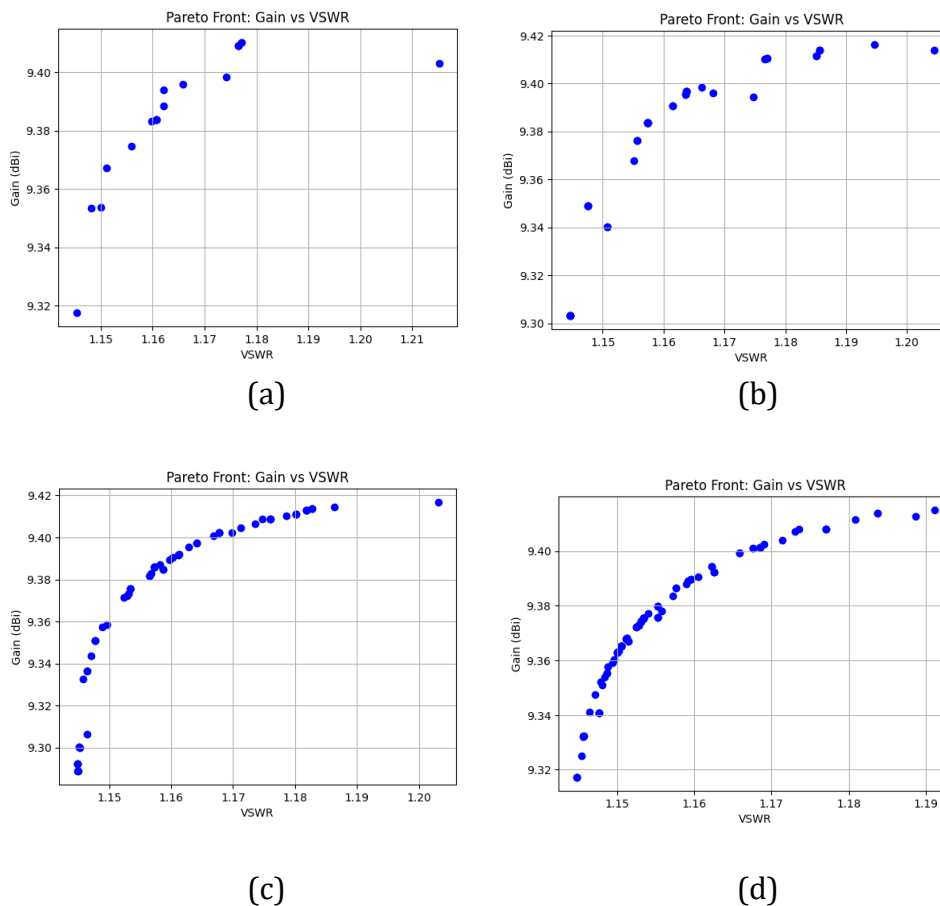 Pareto Front: Gain vs VSWR
Gain (dBi)
9.40
9.38
9.36
9.34
9.32
1.15 1.16 1.17 1.18 1.19 1.20 1.21
VSWR
(a)
Pareto Front: Gain vs VSWR
Gain (dBi)
9.42
9.40
9.38
9.36
9.34
9.32
9.30
1.15 1.16 1.17 1.18 1.19 1.20
VSWR
(b)
Pareto Front: Gain vs VSWR
Gain (dBi)
9.42
9.40
9.38
9.36
9.34
9.32
9.30
1.15 1.16 1.17 1.18 1.19 1.20
VSWR
(c)
Pareto Front: Gain vs VSWR
Gain (dBi)
9.40
9.38
9.36
9.34
9.32
1.15 1.16 1.17 1.18 1.19
VSWR
(d)